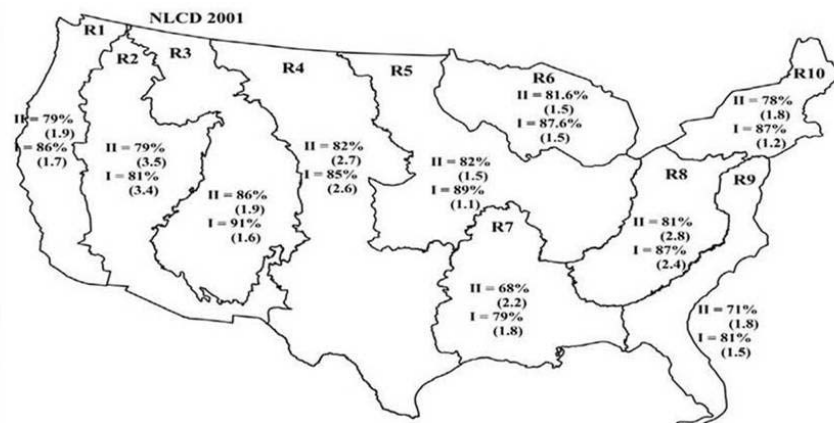 NLCD 2001
R1
R2
R3
R4
R5
R6
R10
II = 79%
(1.9)
I = 86%
(1.7)
II = 79%
(3.5)
I = 81%
(3.4)
II = 86%
(1.9)
I = 91%
(1.6)
II = 82%
(2.7)
I = 85%
(2.6)
II = 82%
(1.5)
I = 89%
(1.1)
II = 81.6%
(1.5)
I = 87.6%
(1.5)
II = 78%
(1.8)
I = 87%
(1.2)
R7
II = 68%
(2.2)
I = 79%
(1.8)
R8
II = 81%
(2.8)
I = 87%
(2.4)
R9
II = 71%
(1.8)
I = 81%
(1.5)